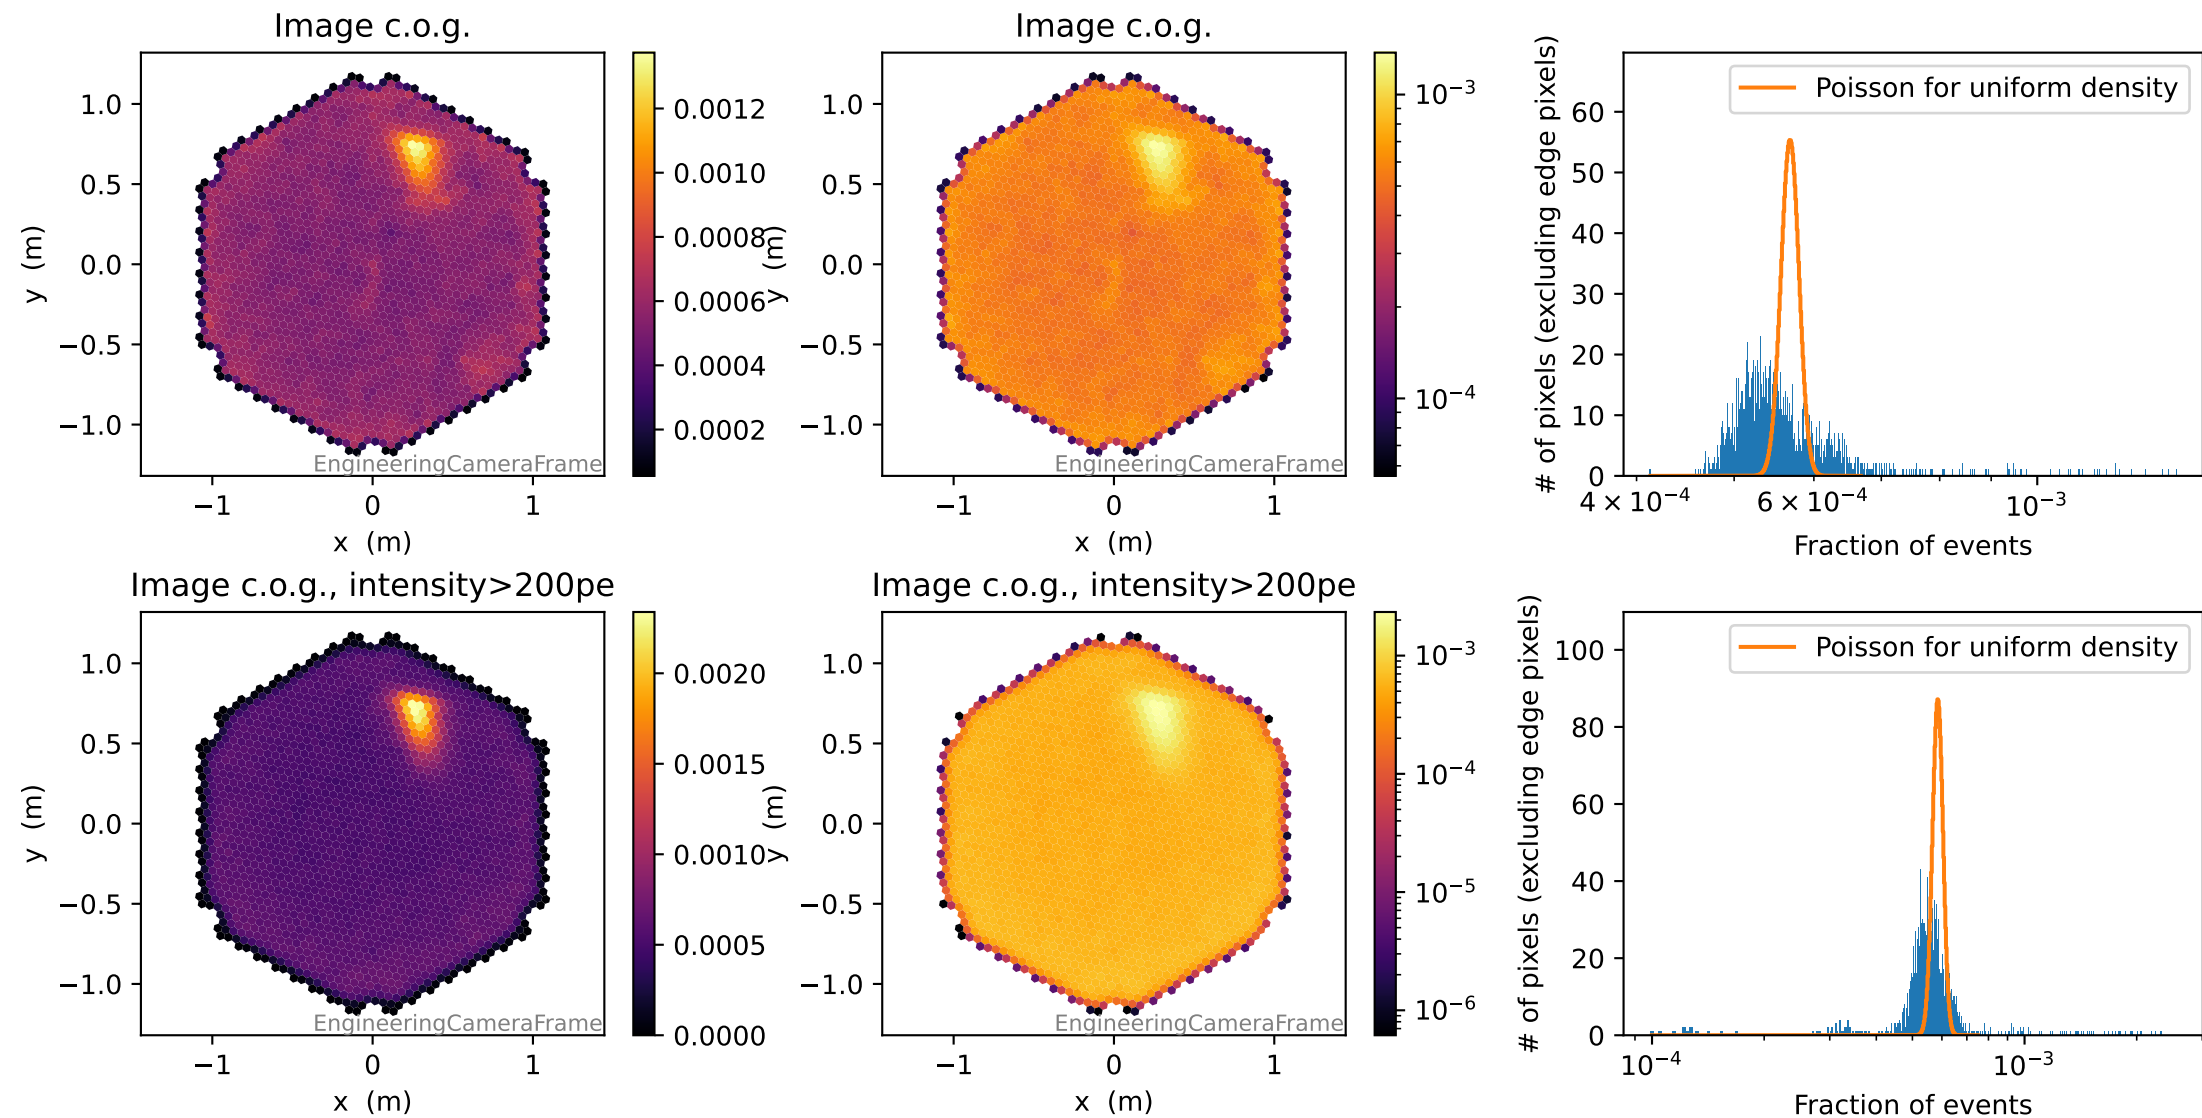 Image c.o.g.
1.0
0.5
0.0
−0.5
−1.0
y (m)
−1
0
1
x (m)
EngineeringCameraFrame
0.0012
0.0010
0.0008
0.0006
0.0004
0.0002
Image c.o.g.
1.0
0.5
0.0
−0.5
−1.0
y (m)
−1
0
1
x (m)
EngineeringCameraFrame
10⁻³
10⁻⁴
Poisson for uniform density
60
50
40
30
20
10
0
# of pixels (excluding edge pixels)
4 × 10⁻⁴
6 × 10⁻⁴
10⁻³
Fraction of events
Image c.o.g., intensity>200pe
1.0
0.5
0.0
−0.5
−1.0
y (m)
−1
0
1
x (m)
EngineeringCameraFrame
0.0020
0.0015
0.0010
0.0005
0.0000
Image c.o.g., intensity>200pe
1.0
0.5
0.0
−0.5
−1.0
y (m)
−1
0
1
x (m)
EngineeringCameraFrame
10⁻³
10⁻⁴
10⁻⁵
10⁻⁶
Poisson for uniform density
100
80
60
40
20
0
# of pixels (excluding edge pixels)
10⁻⁴
10⁻³
Fraction of events